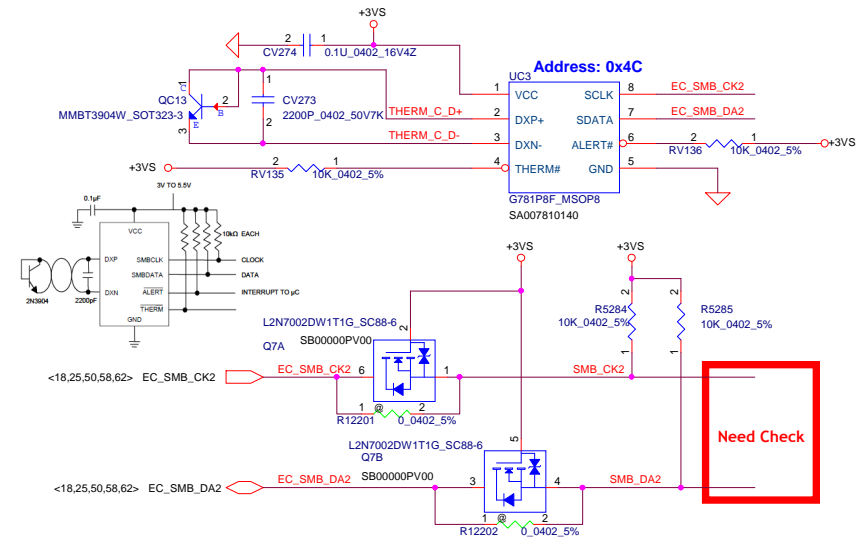 +3VS
2
1
CV274
0.1U_0402_16V4Z
Address: 0x4C
UC3
QC13
MMBT3904W_SOT323-3
C
B
E
1
2
3
1
2
CV273
2200P_0402_50V7K
THERM_C_D+
THERM_C_D-
1
VCC
SCLK
8
EC_SMB_CK2
2
DXP+
SDATA
7
EC_SMB_DA2
3
DXN-
ALERT#
6
2
1
+3VS
RV136
10K_0402_5%
4
THERM#
GND
5
+3VS
2
1
RV135
10K_0402_5%
G781P8F_MSOP8
SA007810140
3V TO 5.5V
0.1µF
VCC
10kΩ EACH
DXP
SMBCLK
CLOCK
SMBDATA
DATA
DXN
ALERT
INTERRUPT TO µC
2N3904
2200pF
THERM
GND
+3VS
+3VS
L2N7002DW1T1G_SC88-6
SB00000PV00
Q7A
2
2
R5284
10K_0402_5%
1
2
R5285
10K_0402_5%
1
<18,25,50,58,62> EC_SMB_CK2
EC_SMB_CK2
6
1
SMB_CK2
1
@
2
R12201
0_0402_5%
Need Check
L2N7002DW1T1G_SC88-6
Q7B
5
SB00000PV00
<18,25,50,58,62> EC_SMB_DA2
EC_SMB_DA2
3
4
SMB_DA2
1
@
2
R12202
0_0402_5%